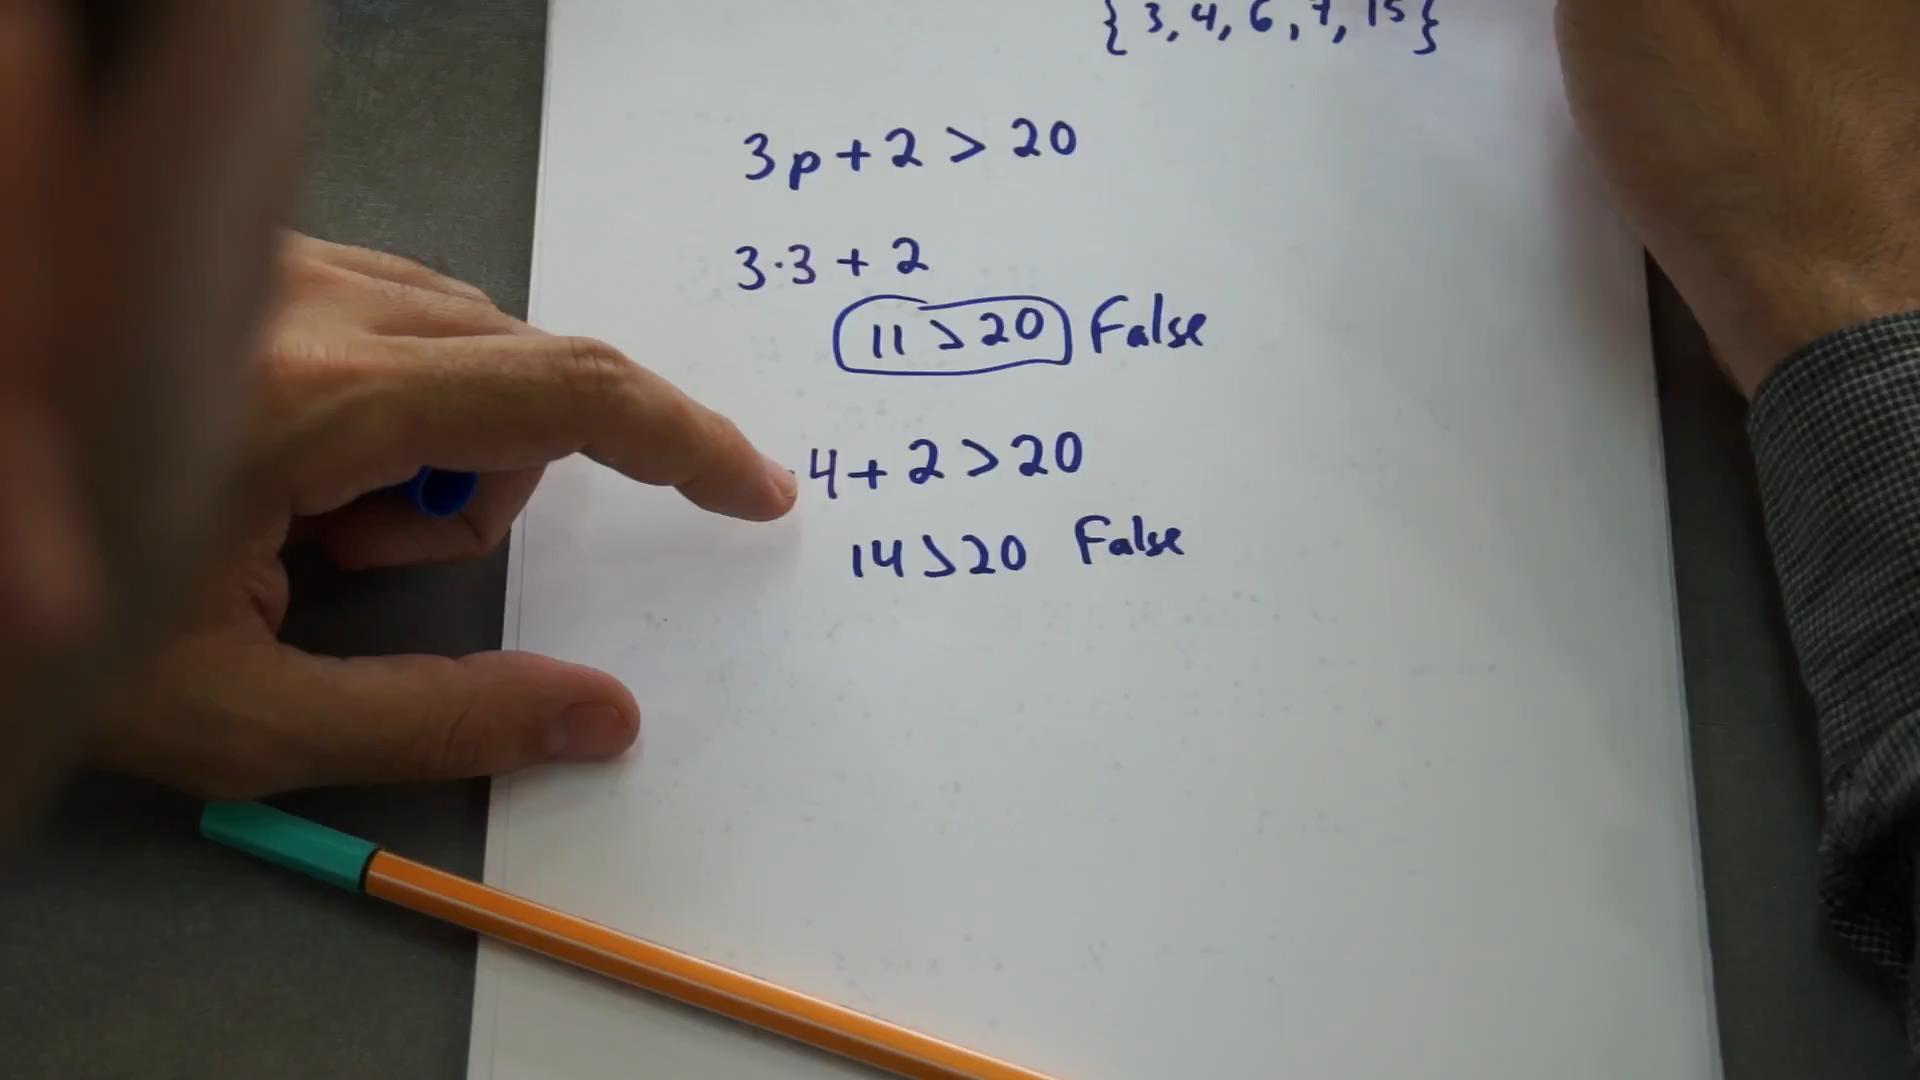 { 3, 4, 6, 7, 15 }
3p + 2 > 20
3·3 + 2
11 > 20 False
·4 + 2 > 20
14 > 20 False